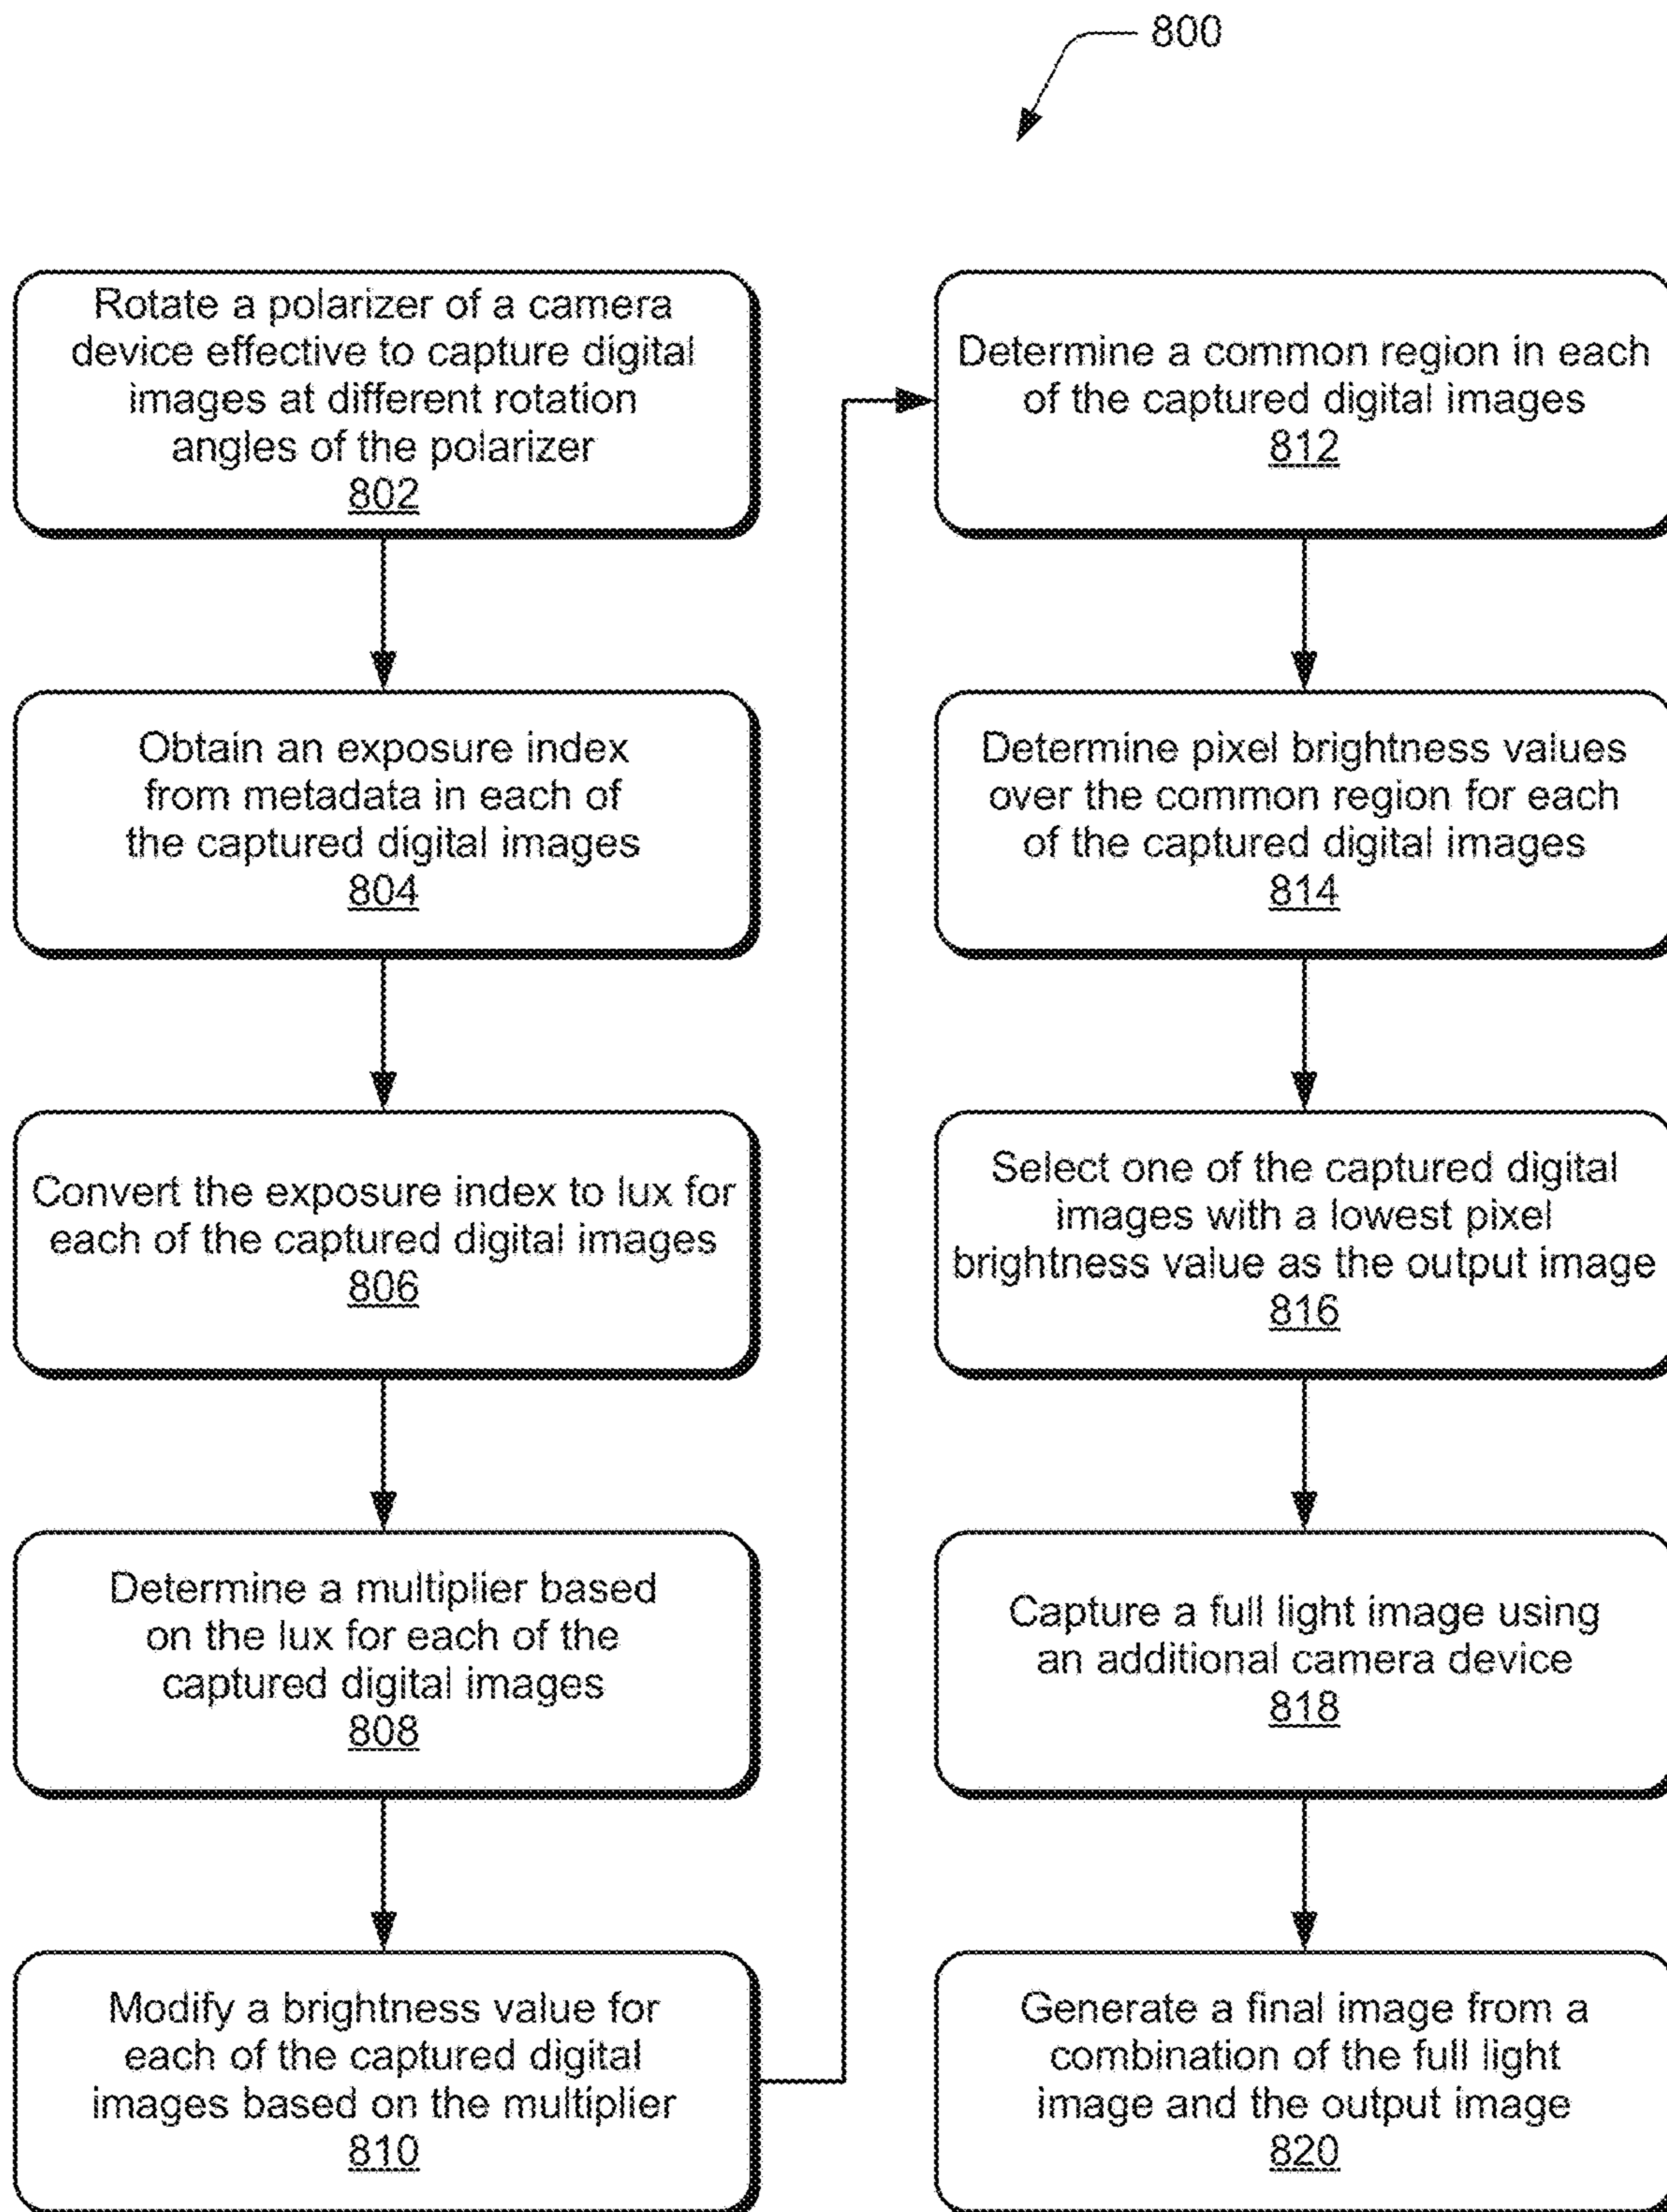 800
Rotate a polarizer of a camera
device effective to capture digital
images at different rotation
angles of the polarizer
802
Obtain an exposure index
from metadata in each of
the captured digital images
804
Convert the exposure index to lux for
each of the captured digital images
806
Determine a multiplier based
on the lux for each of the
captured digital images
808
Modify a brightness value for
each of the captured digital
images based on the multiplier
810
Determine a common region in each
of the captured digital images
812
Determine pixel brightness values
over the common region for each
of the captured digital images
814
Select one of the captured digital
images with a lowest pixel
brightness value as the output image
816
Capture a full light image using
an additional camera device
818
Generate a final image from a
combination of the full light
image and the output image
820